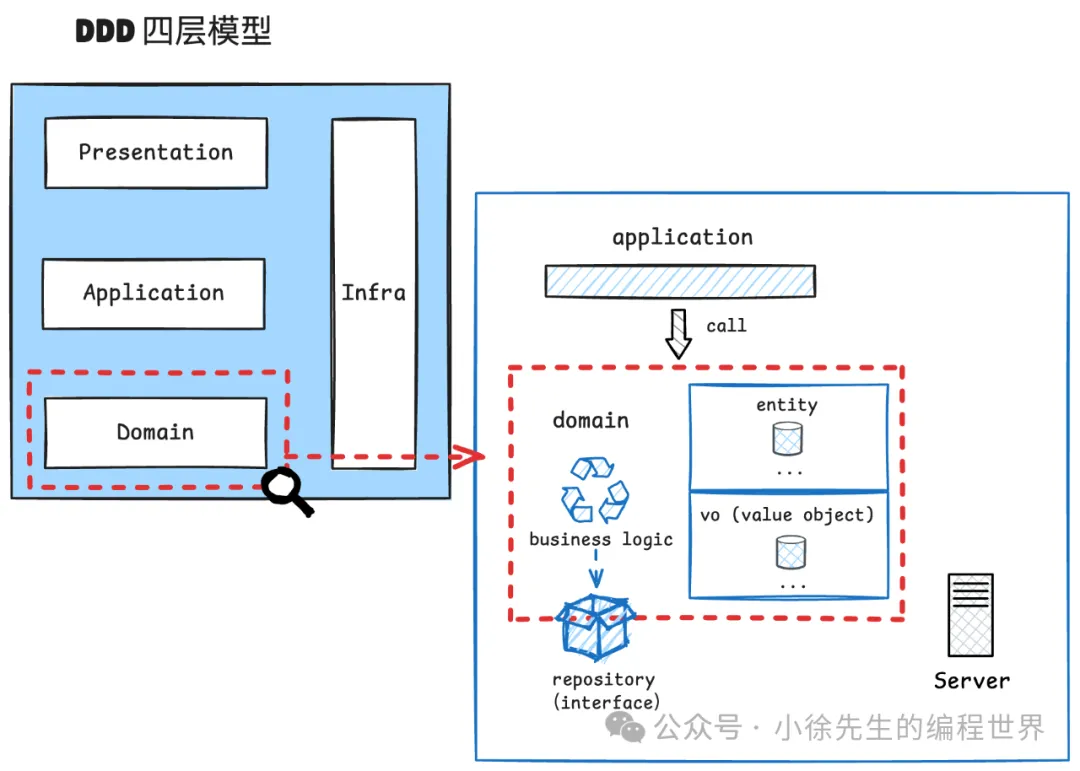 DDD 四层模型
Presentation
Application
Domain
Infra
application
call
domain
business logic
repository
(interface)
entity
...
vo (value object)
...
Server
公众号 · 小徐先生的编程世界